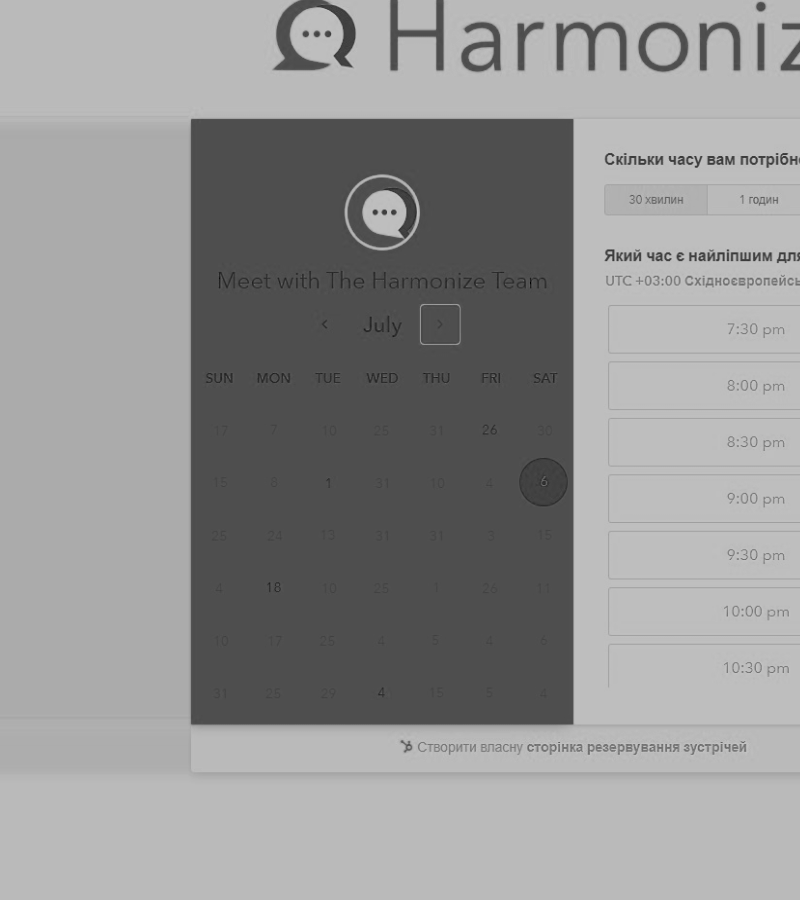 Harmoniz
Meet with The Harmonize Team
July
SUN MON TUE WED THU FRI SAT
17 7 10 25 31 26 30
15 6 1 31 10 4 6
25 24 13 31 31 3 15
4 18 10 25 1 26 11
10 17 25 4 5 4 6
31 25 29 4 15 5 4
Скільки часу вам потрібно
30 хвилин 1 годин
Який час є найліпшим для
UTC +03:00 Східноєвропейсь
7:30 pm
8:00 pm
8:30 pm
9:00 pm
9:30 pm
10:00 pm
10:30 pm
Створити власну сторінка резервування зустрічей